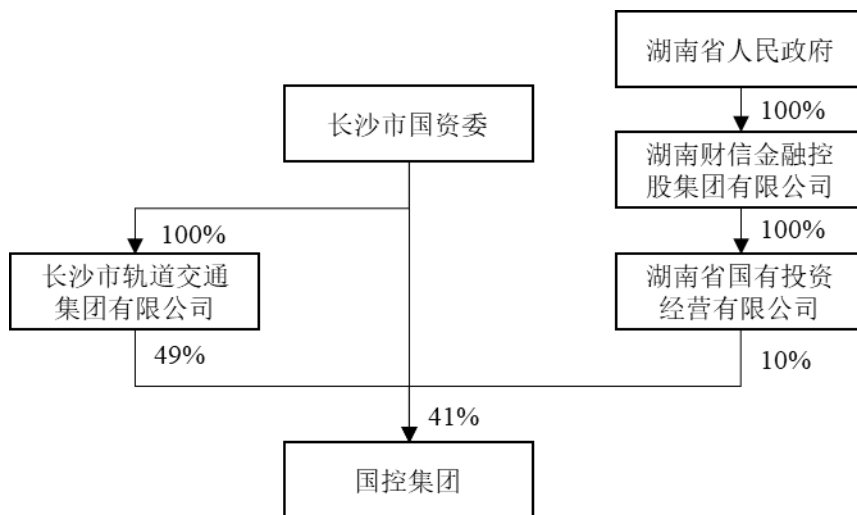 湖南省人民政府
长沙市国资委
100%
湖南财信金融控
股集团有限公司
100%
100%
长沙市轨道交通
集团有限公司
湖南省国有投资
经营有限公司
49%
10%
41%
国控集团